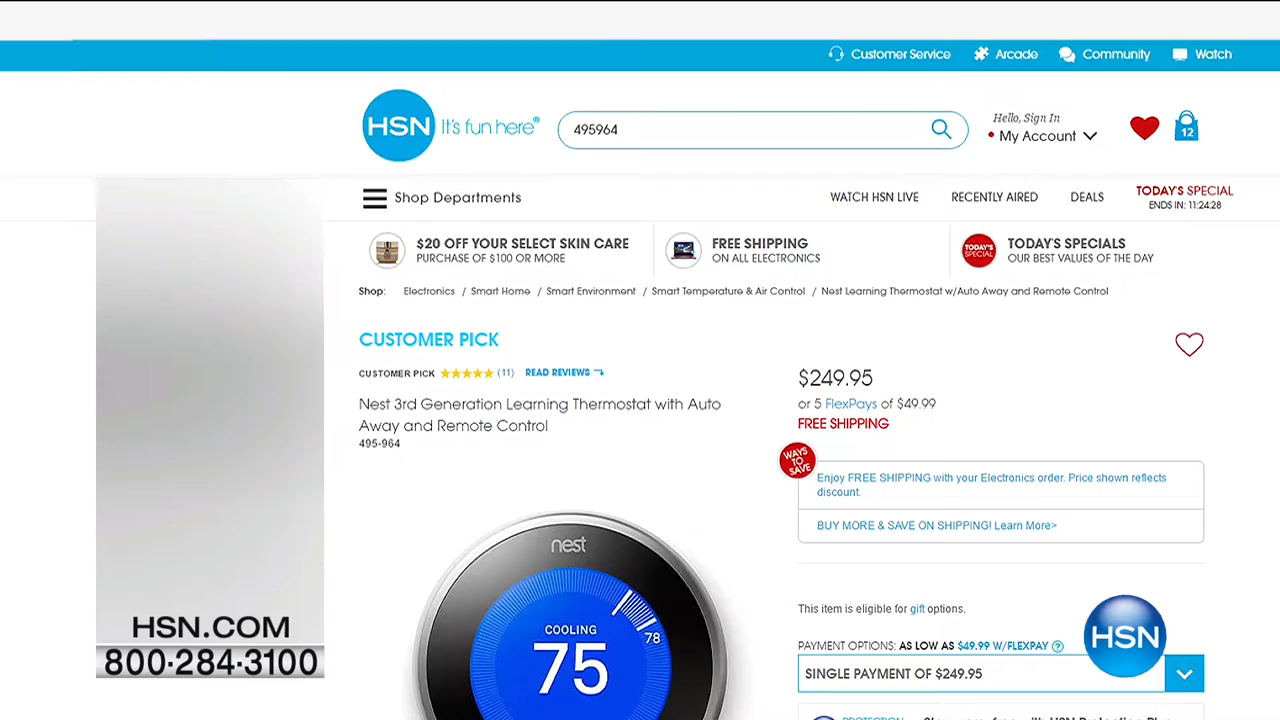 Customer Service Arcade Community Watch
HSN It's fun here®
495964
Hello, Sign In
My Account
12
Shop Departments
WATCH HSN LIVE RECENTLY AIRED DEALS
TODAY'S SPECIAL
ENDS IN: 11:24:28
$20 OFF YOUR SELECT SKIN CARE
PURCHASE OF $100 OR MORE
FREE SHIPPING
ON ALL ELECTRONICS
TODAY'S
SPECIAL
TODAY'S SPECIALS
OUR BEST VALUES OF THE DAY
Shop: Electronics / Smart Home / Smart Environment / Smart Temperature & Air Control / Nest Learning Thermostat w/Auto Away and Remote Control
CUSTOMER PICK
CUSTOMER PICK (11) READ REVIEWS
Nest 3rd Generation Learning Thermostat with Auto
Away and Remote Control
495-964
$249.95
or 5 FlexPays of $49.99
FREE SHIPPING
WAYS
TO
SAVE
Enjoy FREE SHIPPING with your Electronics order. Price shown reflects
discount.
BUY MORE & SAVE ON SHIPPING! Learn More>
nest
COOLING
75
78
This item is eligible for gift options.
PAYMENT OPTIONS: AS LOW AS $49.99 W/FLEXPAY ?
SINGLE PAYMENT OF $249.95
HSN
HSN.COM
800·284·3100